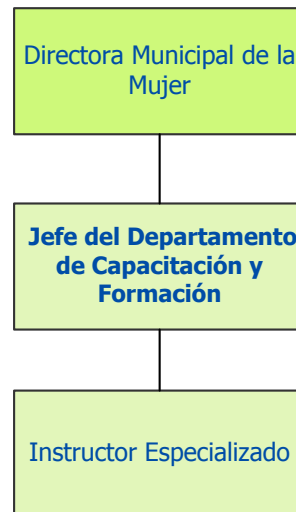 Directora Municipal de la
Mujer
Jefe del Departamento
de Capacitación y
Formación
Instructor Especializado